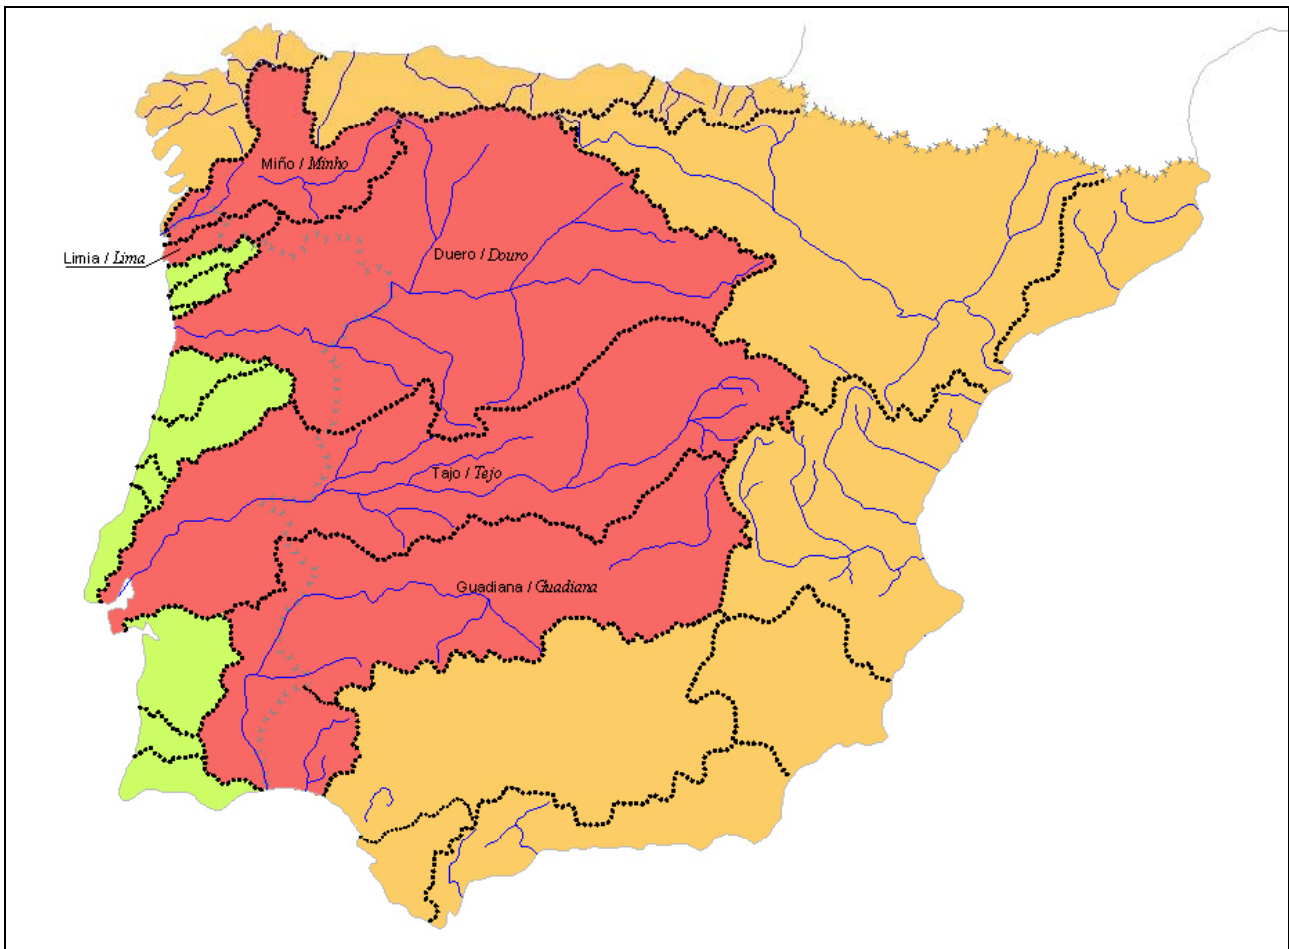 Miño / Minho
Limia / Lima
Duero / Douro
Tajo / Tejo
Guadiana / Guadiana